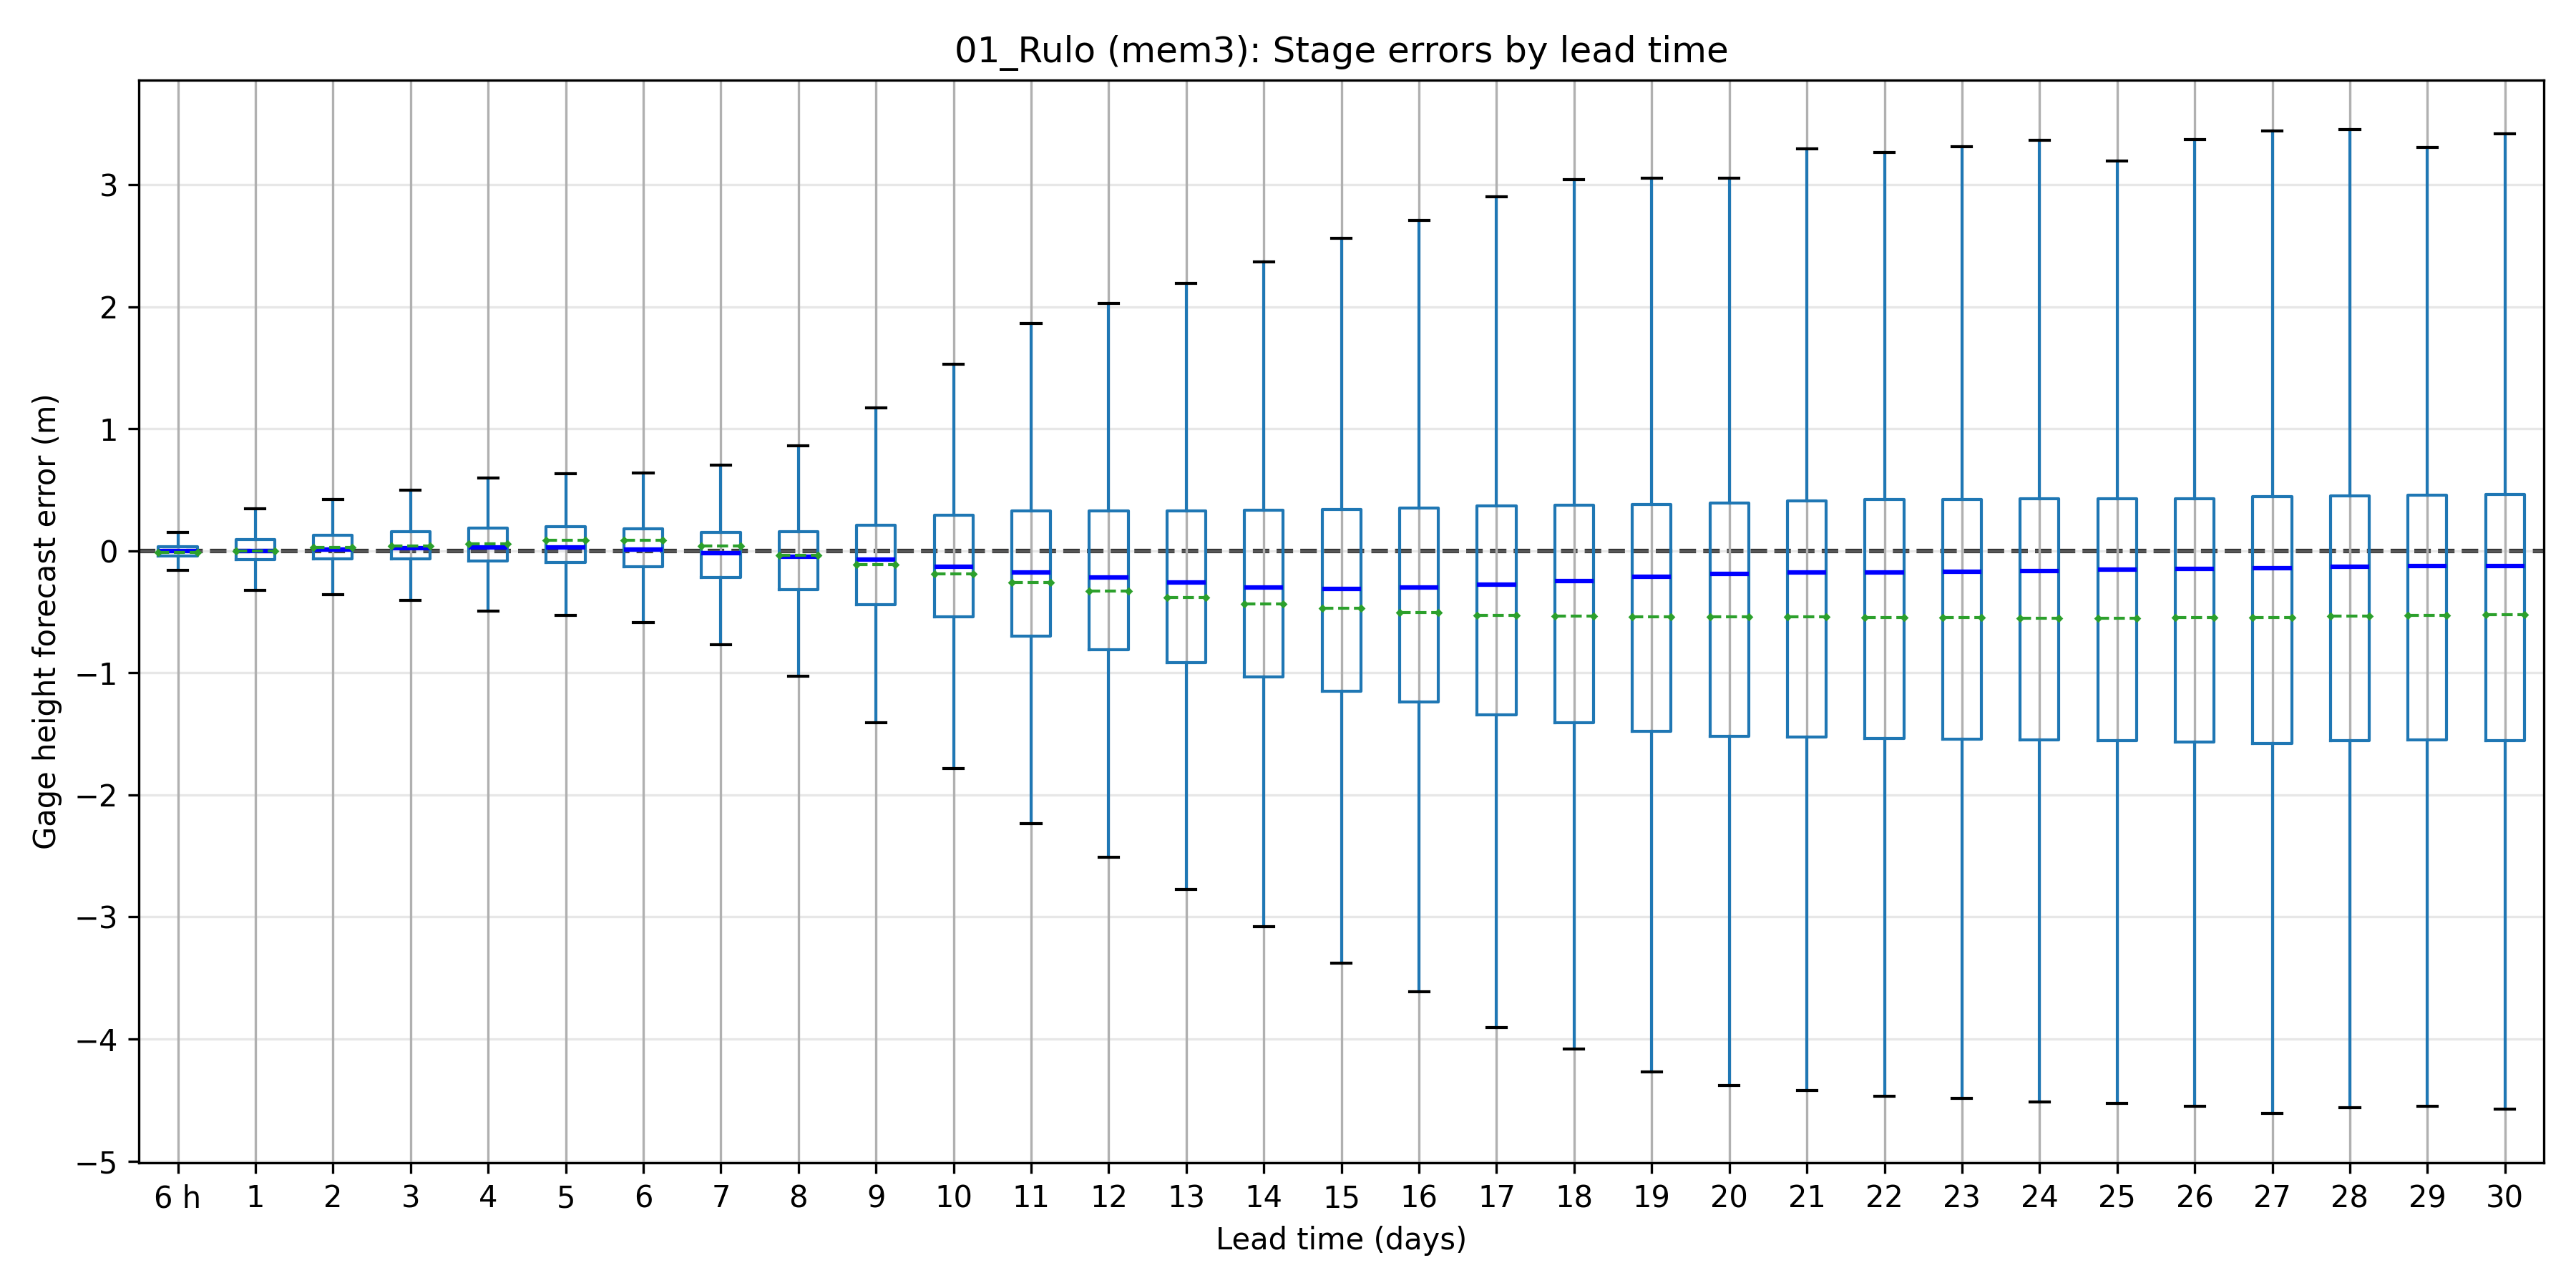 01_Rulo (mem3): Stage errors by lead time
Gage height forecast error (m)
3
2
1
0
−1
−2
−3
−4
−5
6 h 1 2 3 4 5 6 7 8 9 10 11 12 13 14 15 16 17 18 19 20 21 22 23 24 25 26 27 28 29 30
Lead time (days)